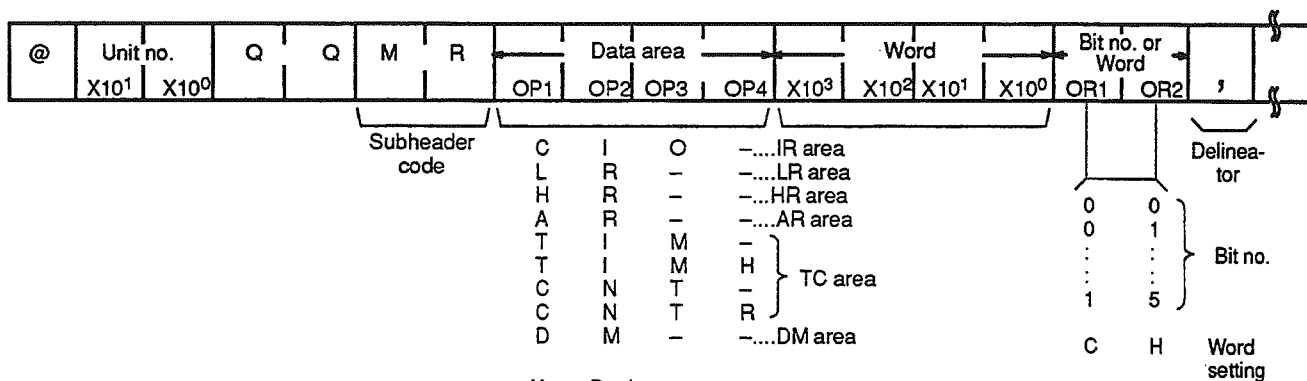 @ Unit no. Q Q M R Data area Word Bit no. or Word ,
X10¹ X10⁰ OP1 OP2 OP3 OP4 X10³ X10² X10¹ X10⁰ OR1 OR2
Subheader code
Delinea-tor
C I O –....IR area
L R – –....LR area
H R – –...HR area
A R – –....AR area
T I M –
T I M H
C N T –
C N T R
TC area
D M – –....DM area
0 0
0 1
. .
. .
1 5
Bit no.
C H Word setting